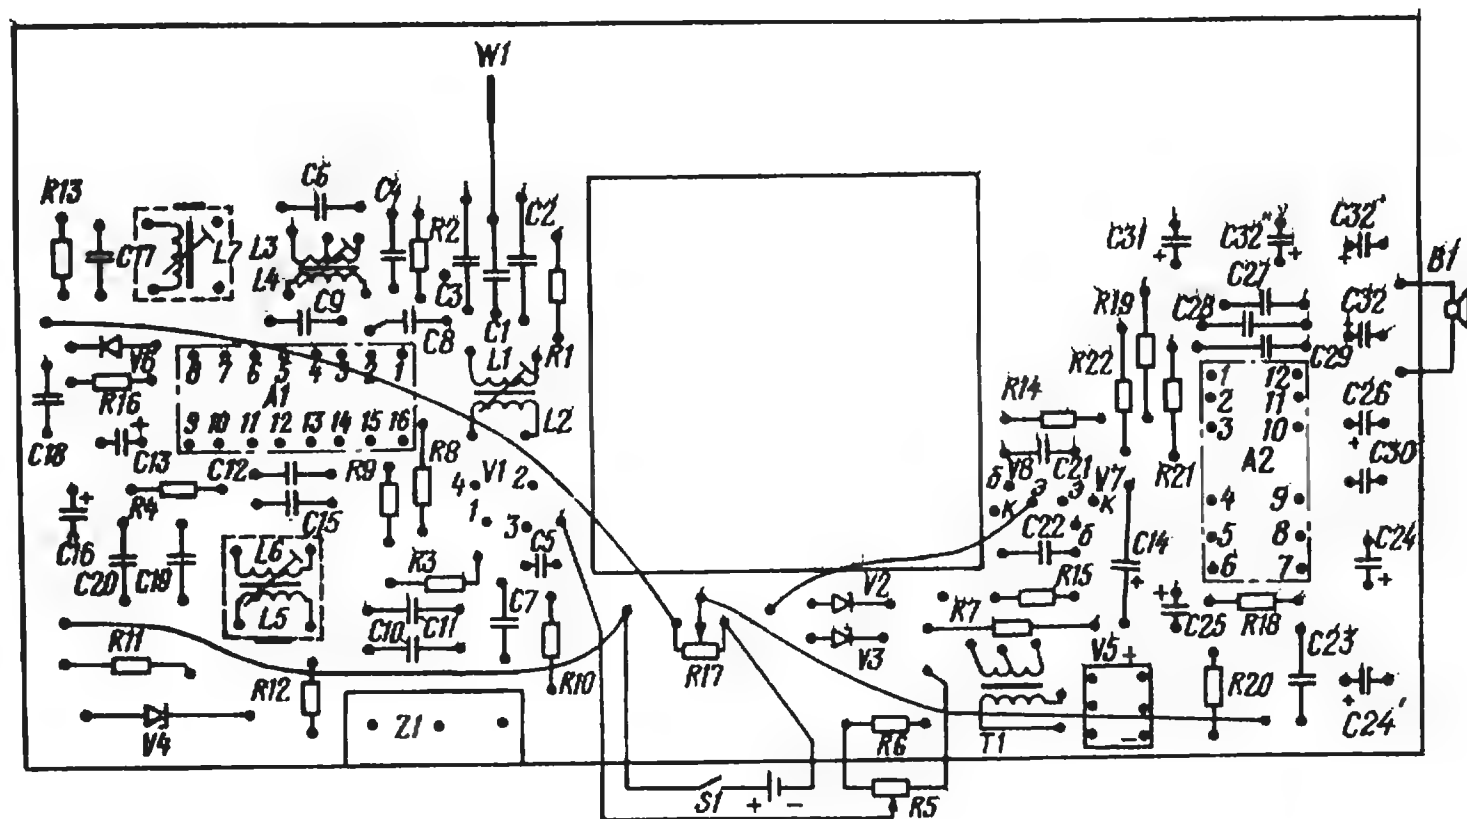 W1
R13
C17
L7
C6
L3
L4
C9
C4
R2
C3
C8
C1
C2
R1
L1
L2
V6
R16
C18
C13
+
8 7 6 5 4 3 2 1
A1
9 10 11 12 13 14 15 16
C12
R4
C15
C16
+
C20
C19
L6
L5
R9
R8
4 V1 2
1
3
C5
R3
C10
C11
C7
R10
R11
R12
V4
Z1
R17
S1
+ −
R5
R6
V2
V3
R7
T1
V5
+
−
R14
V8
C21
V7
б
К
Э
Э
К
б
C22
R15
C14
+
R22
R19
R21
C31
+
C32"
+
C32'
+
C27
C28
C29
C32
+
B1
1 12
2 11
3 10
A2
4 9
5 8
6 7
C26
+
C30
C24
+
C25
+
R18
R20
C23
C24'
+